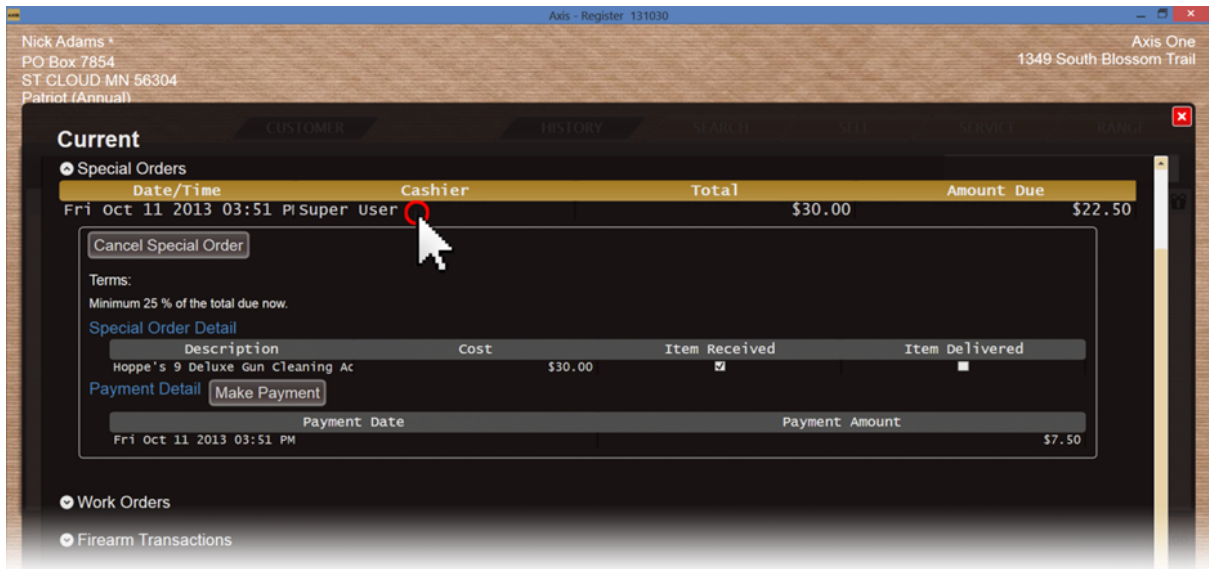 Axis - Register 131030
Nick Adams *
PO Box 7854
ST CLOUD MN 56304
Patriot (Annual)
Axis One
1349 South Blossom Trail
CUSTOMER HISTORY SEARCH SELL SERVICE RANGE
Current
Special Orders
Date/Time Cashier Total Amount Due
Fri Oct 11 2013 03:51 PM Super User $30.00 $22.50
Cancel Special Order
Terms:
Minimum 25 % of the total due now.
Special Order Detail
Description Cost Item Received Item Delivered
Hoppe's 9 Deluxe Gun Cleaning Ac $30.00
Payment Detail Make Payment
Payment Date Payment Amount
Fri Oct 11 2013 03:51 PM $7.50
Work Orders
Firearm Transactions